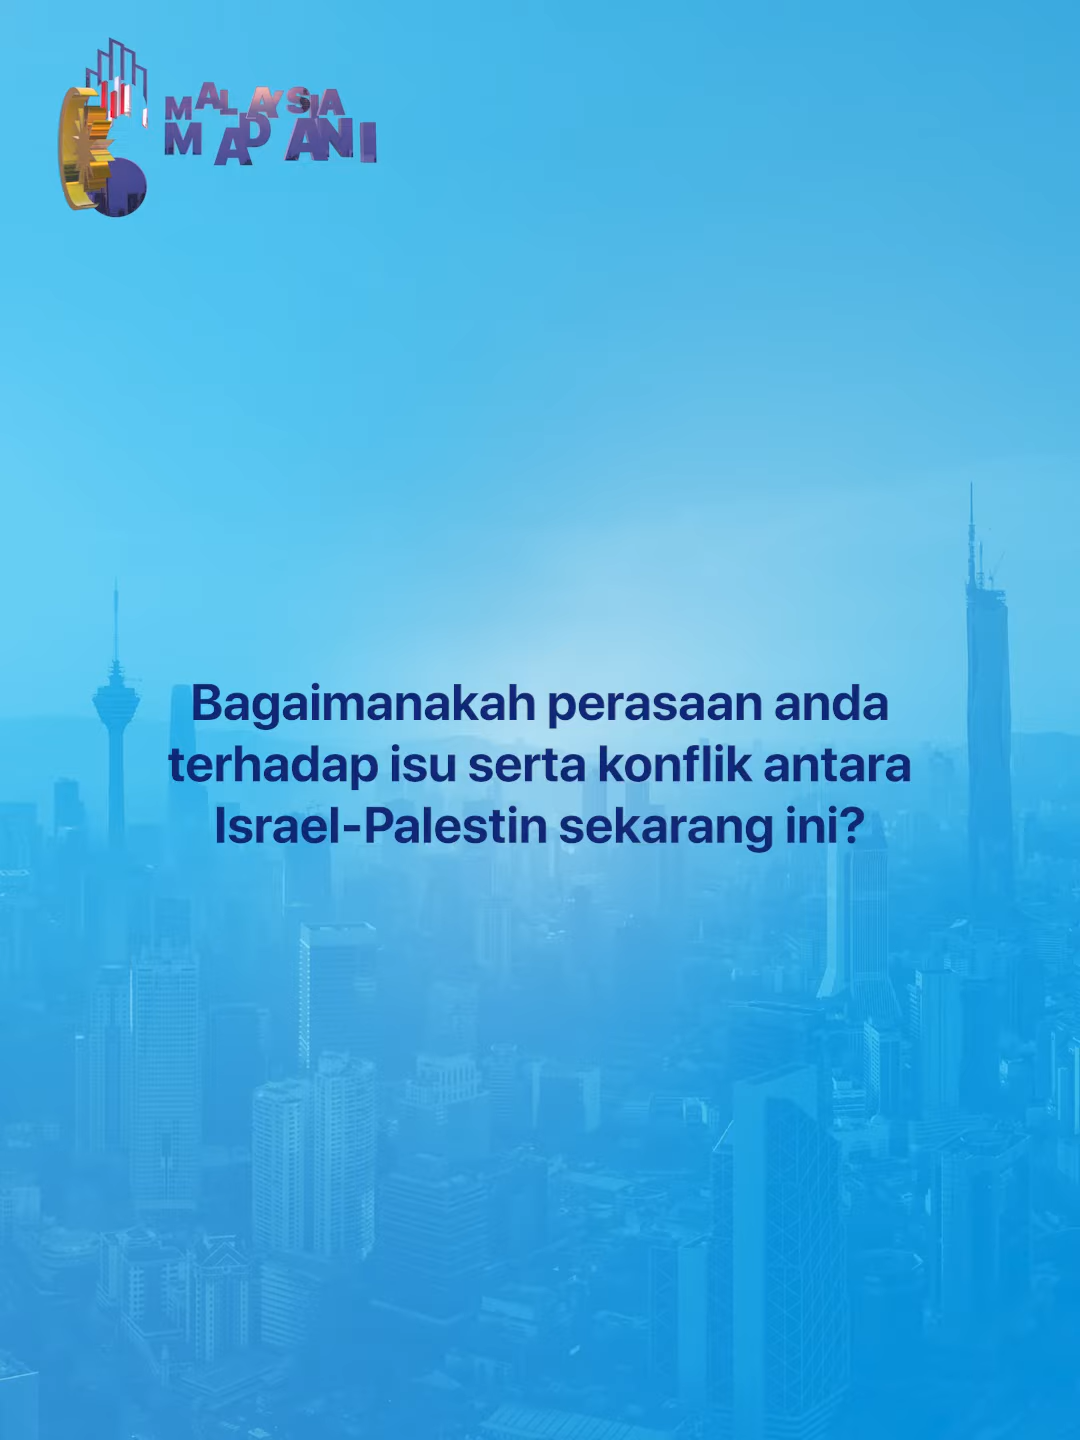 MALAYSIA
MADANI
Bagaimanakah perasaan anda
terhadap isu serta konflik antara
Israel-Palestin sekarang ini?